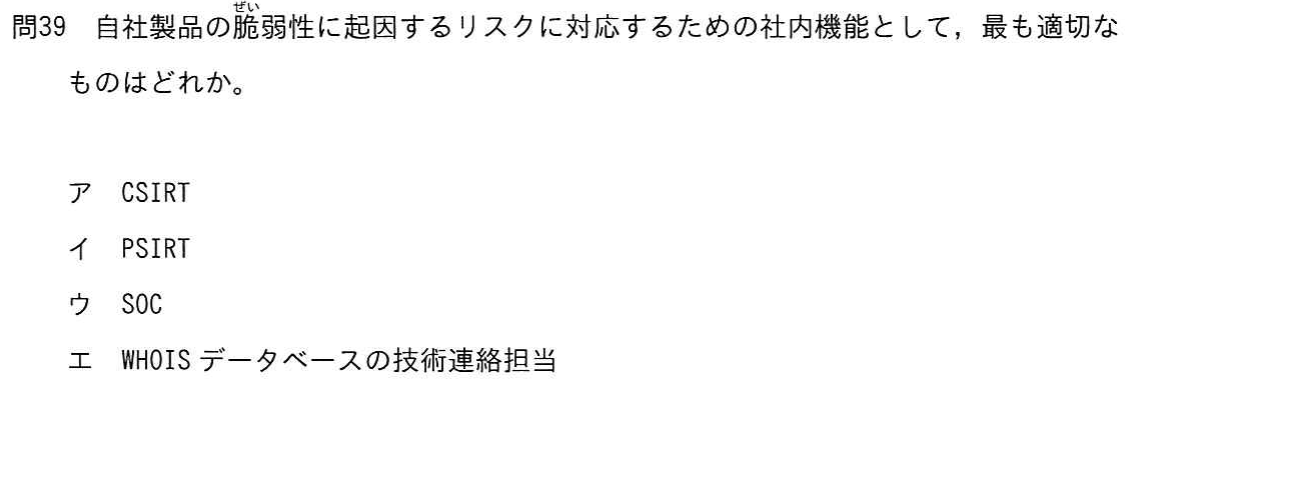 ぜい
問39 自社製品の脆弱性に起因するリスクに対応するための社内機能として，最も適切な
ものはどれか。
ア CSIRT
イ PSIRT
ウ SOC
エ WHOIS データベースの技術連絡担当